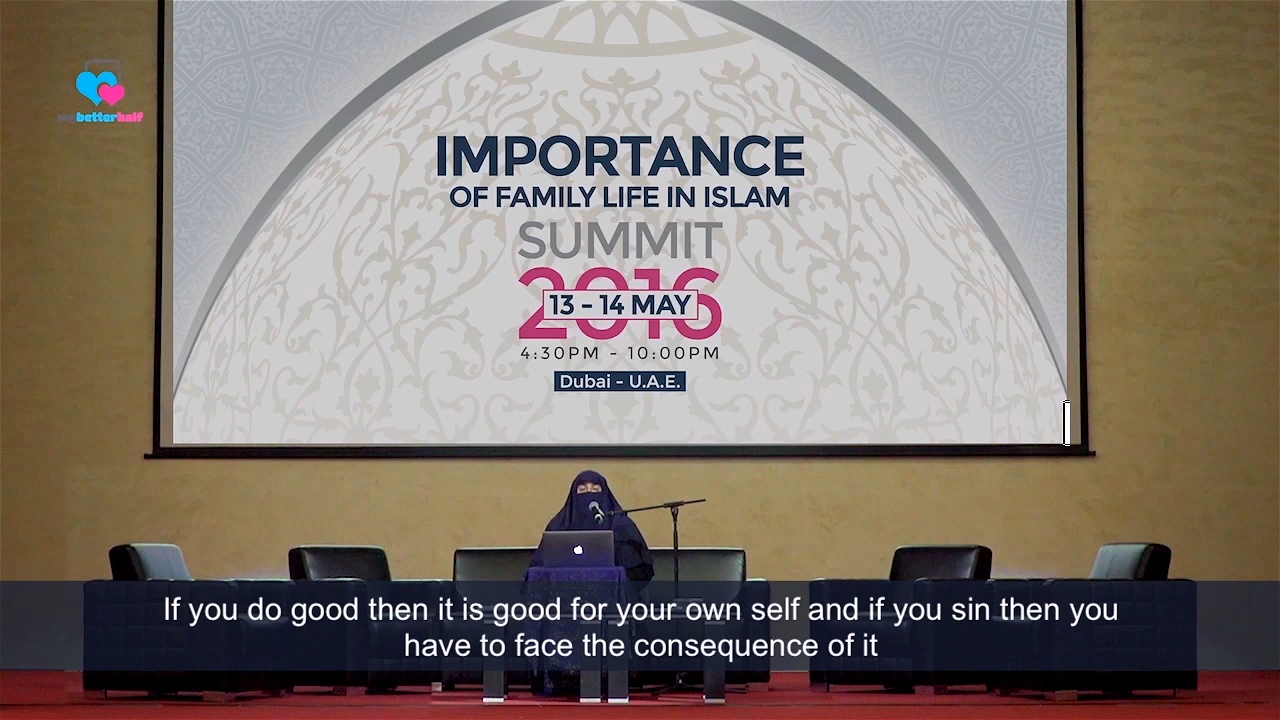 mybetterhalf
IMPORTANCE
OF FAMILY LIFE IN ISLAM
SUMMIT
2016
13 - 14 MAY
4:30PM - 10:00PM
Dubai - U.A.E.
If you do good then it is good for your own self and if you sin then you
have to face the consequence of it